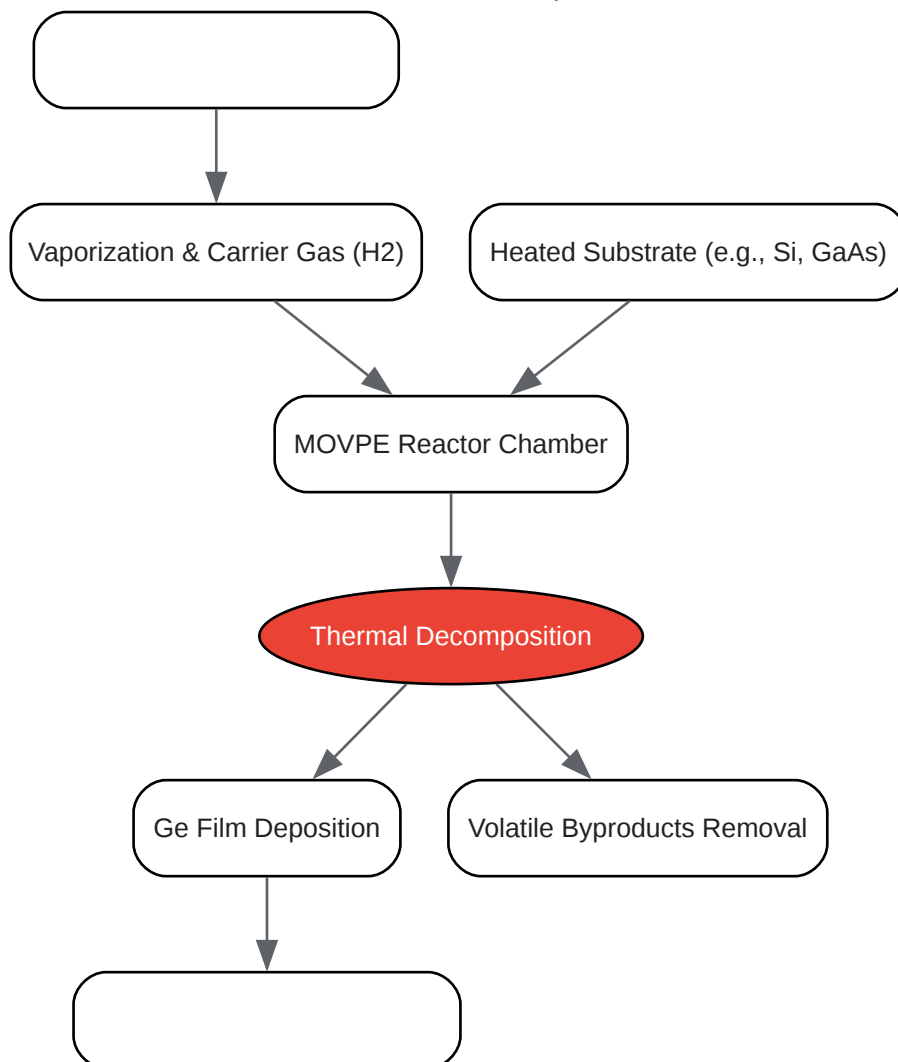 Vaporization & Carrier Gas (H2)
Heated Substrate (e.g., Si, GaAs)
MOVPE Reactor Chamber
Thermal Decomposition
Ge Film Deposition
Volatile Byproducts Removal